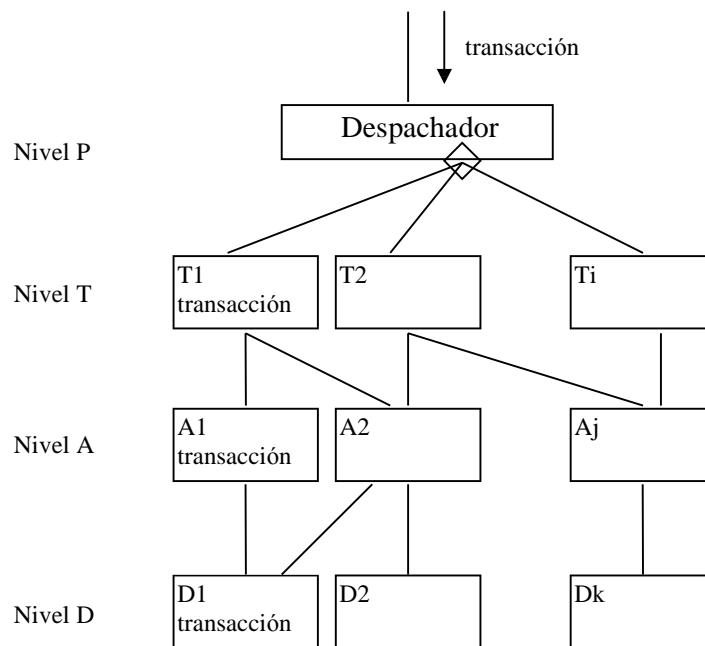 transacción
Despachador
Nivel P
T1
transacción
T2
Ti
Nivel T
A1
transacción
A2
Aj
Nivel A
D1
transacción
D2
Dk
Nivel D